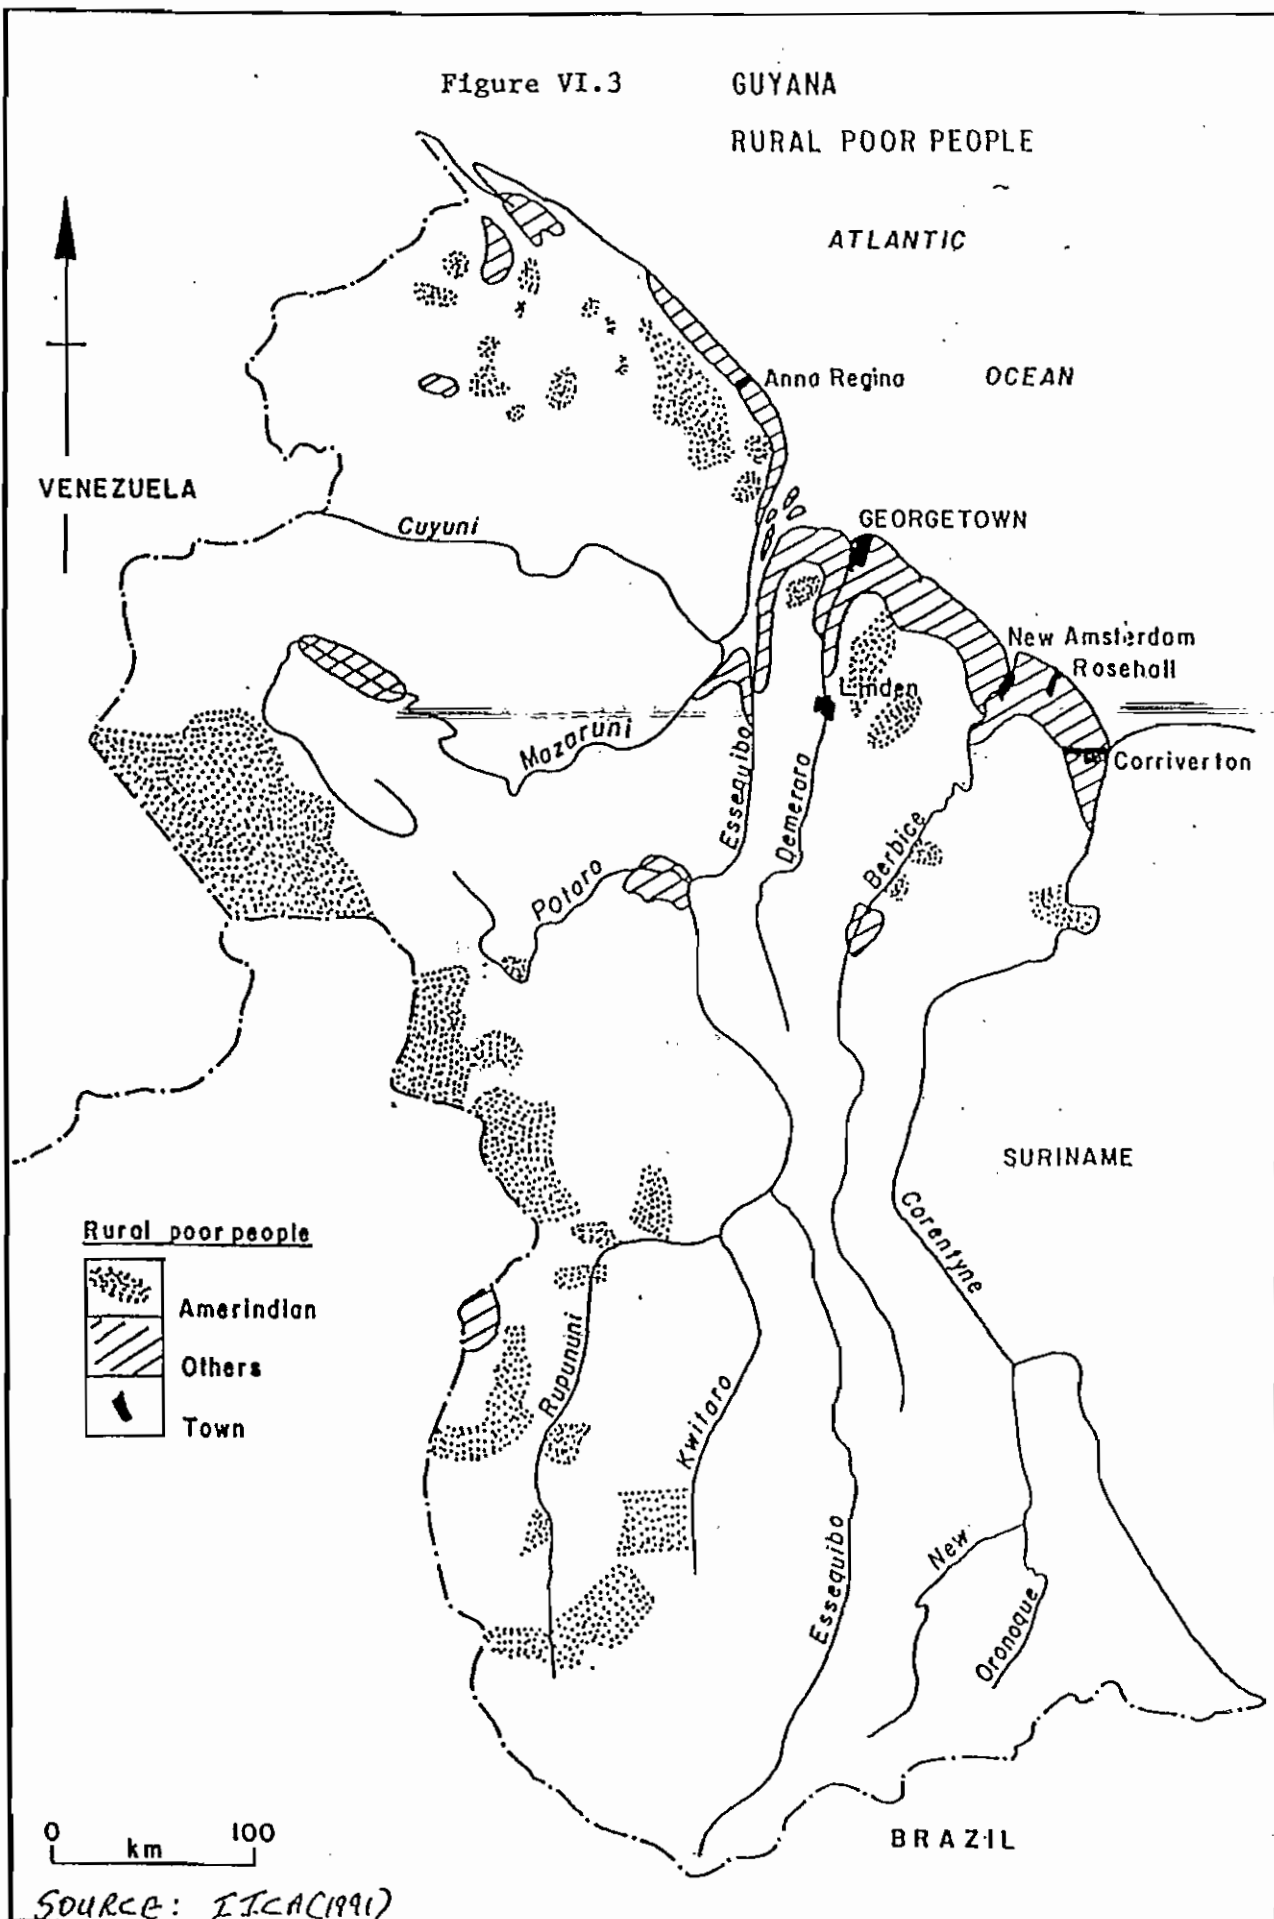 Figure VI.3 GUYANA
RURAL POOR PEOPLE
ATLANTIC
OCEAN
Anna Regina
VENEZUELA
Cuyuni
GEORGETOWN
New Amsterdam
Rosehall
Linden
Mazaruni
Essequibo
Demerara
Corriverton
Berbice
Potaro
SURINAME
Corentyne
Rural poor people
Amerindian
Others
Town
Rupununi
Kwitaro
Essequibo
New
Oronoque
BRAZIL
0 100
km
SOURCE: IICA (1991)